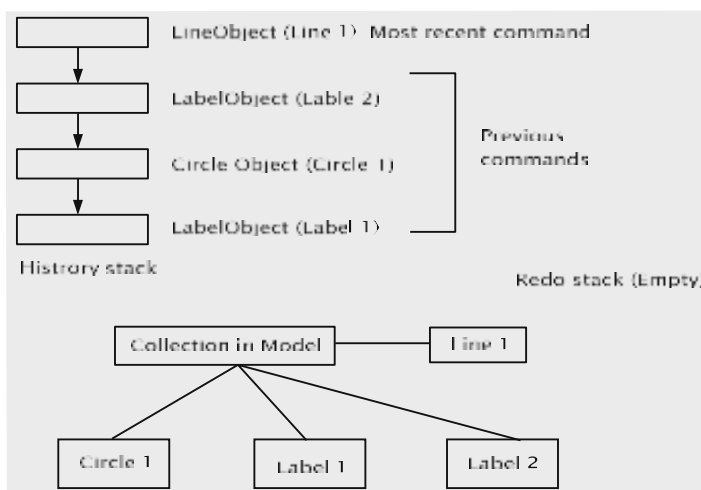 LineObject (Line 1) Most recent command
LabelObject (Lable 2)
Previous
commands
Circle Object (Circle 1)
LabelObject (Label 1)
Histrory stack
Redo stack (Empty)
Collection in Model
Line 1
Circle 1
Label 1
Label 2